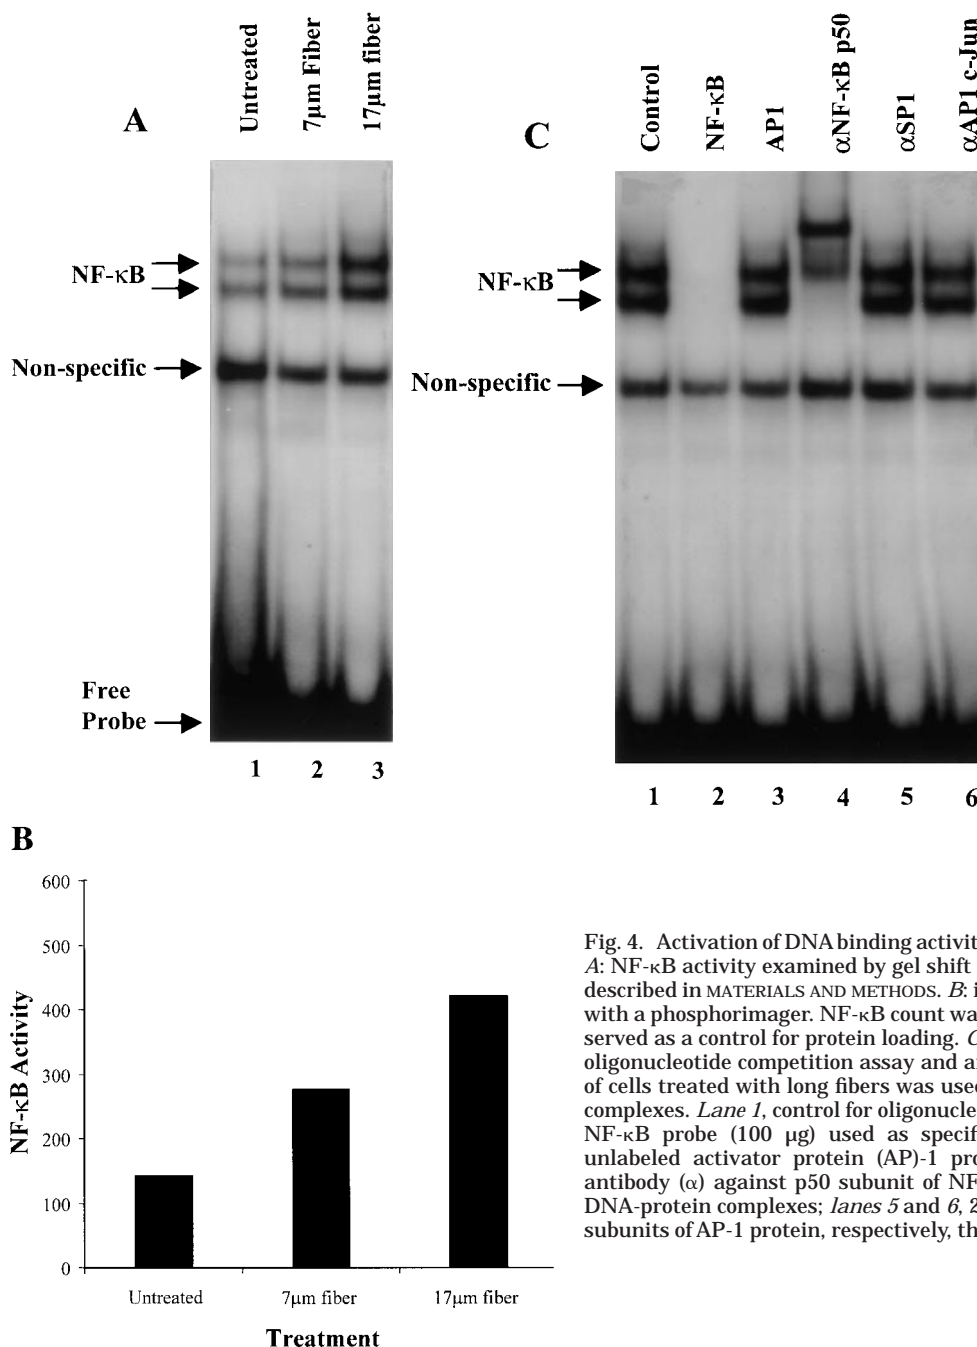 A
Untreated
7μm Fiber
17μm fiber
NF-κB
Non-specific
Free
Probe
1 2 3
C
Control
NF-κB
AP1
αNF-κB p50
αSP1
αAP1 c-Jun
NF-κB
Non-specific
1 2 3 4 5 6
B
NF-κB Activity
600
500
400
300
200
100
0
Untreated 7μm fiber 17μm fiber
Treatment
Fig. 4. Activation of DNA binding activit
A: NF-κB activity examined by gel shift
described in MATERIALS AND METHODS. B: i
with a phosphorimager. NF-κB count wa
served as a control for protein loading. C
oligonucleotide competition assay and a
of cells treated with long fibers was used
complexes. Lane 1, control for oligonucle
NF-κB probe (100 μg) used as specif
unlabeled activator protein (AP)-1 pro
antibody (α) against p50 subunit of NF
DNA-protein complexes; lanes 5 and 6, 2
subunits of AP-1 protein, respectively, th